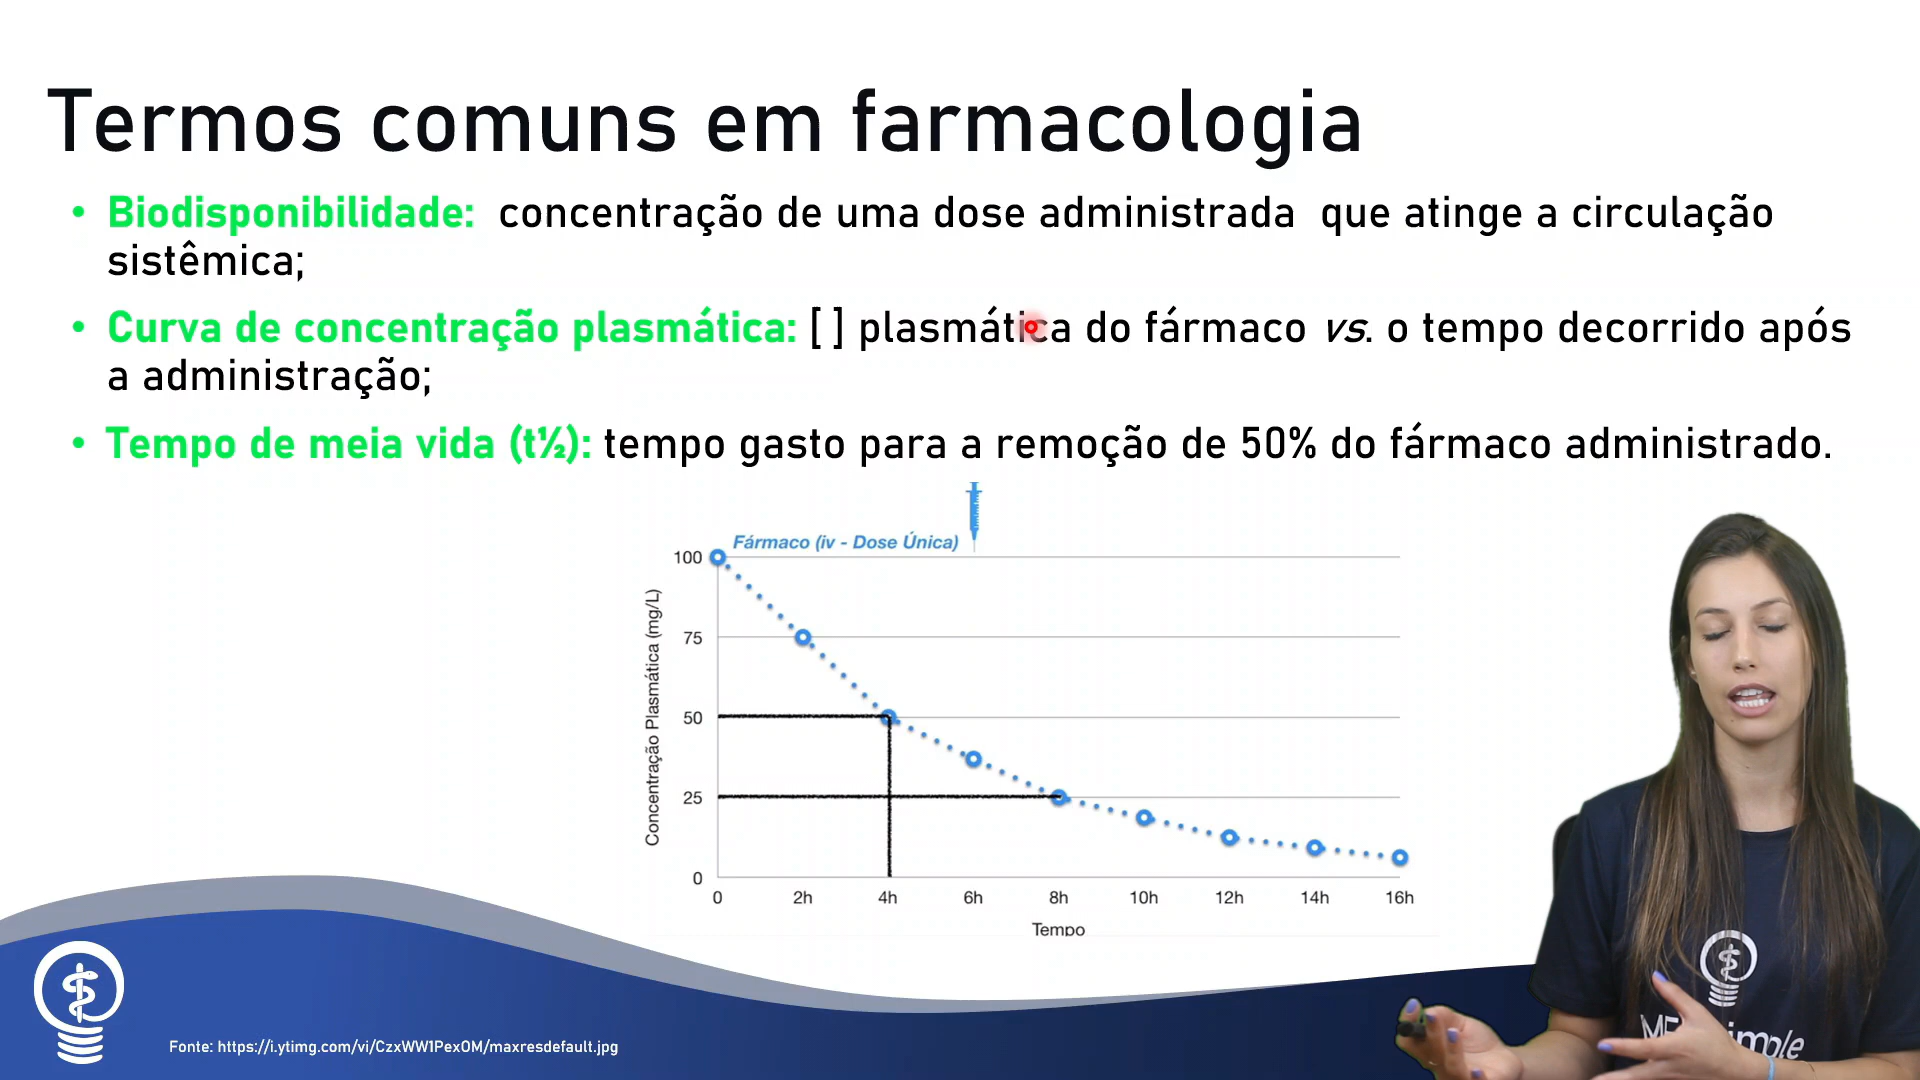 Termos comuns em farmacologia
• Biodisponibilidade: concentração de uma dose administrada que atinge a circulação
sistêmica;
• Curva de concentração plasmática: [ ] plasmática do fármaco vs. o tempo decorrido após
a administração;
• Tempo de meia vida (t½): tempo gasto para a remoção de 50% do fármaco administrado.
Fármaco (iv - Dose Única)
Concentração Plasmática (mg/L)
100
75
50
25
0
0 2h 4h 6h 8h 10h 12h 14h 16h
Tempo
Fonte: https://i.ytimg.com/vi/CzxWW1PexOM/maxresdefault.jpg